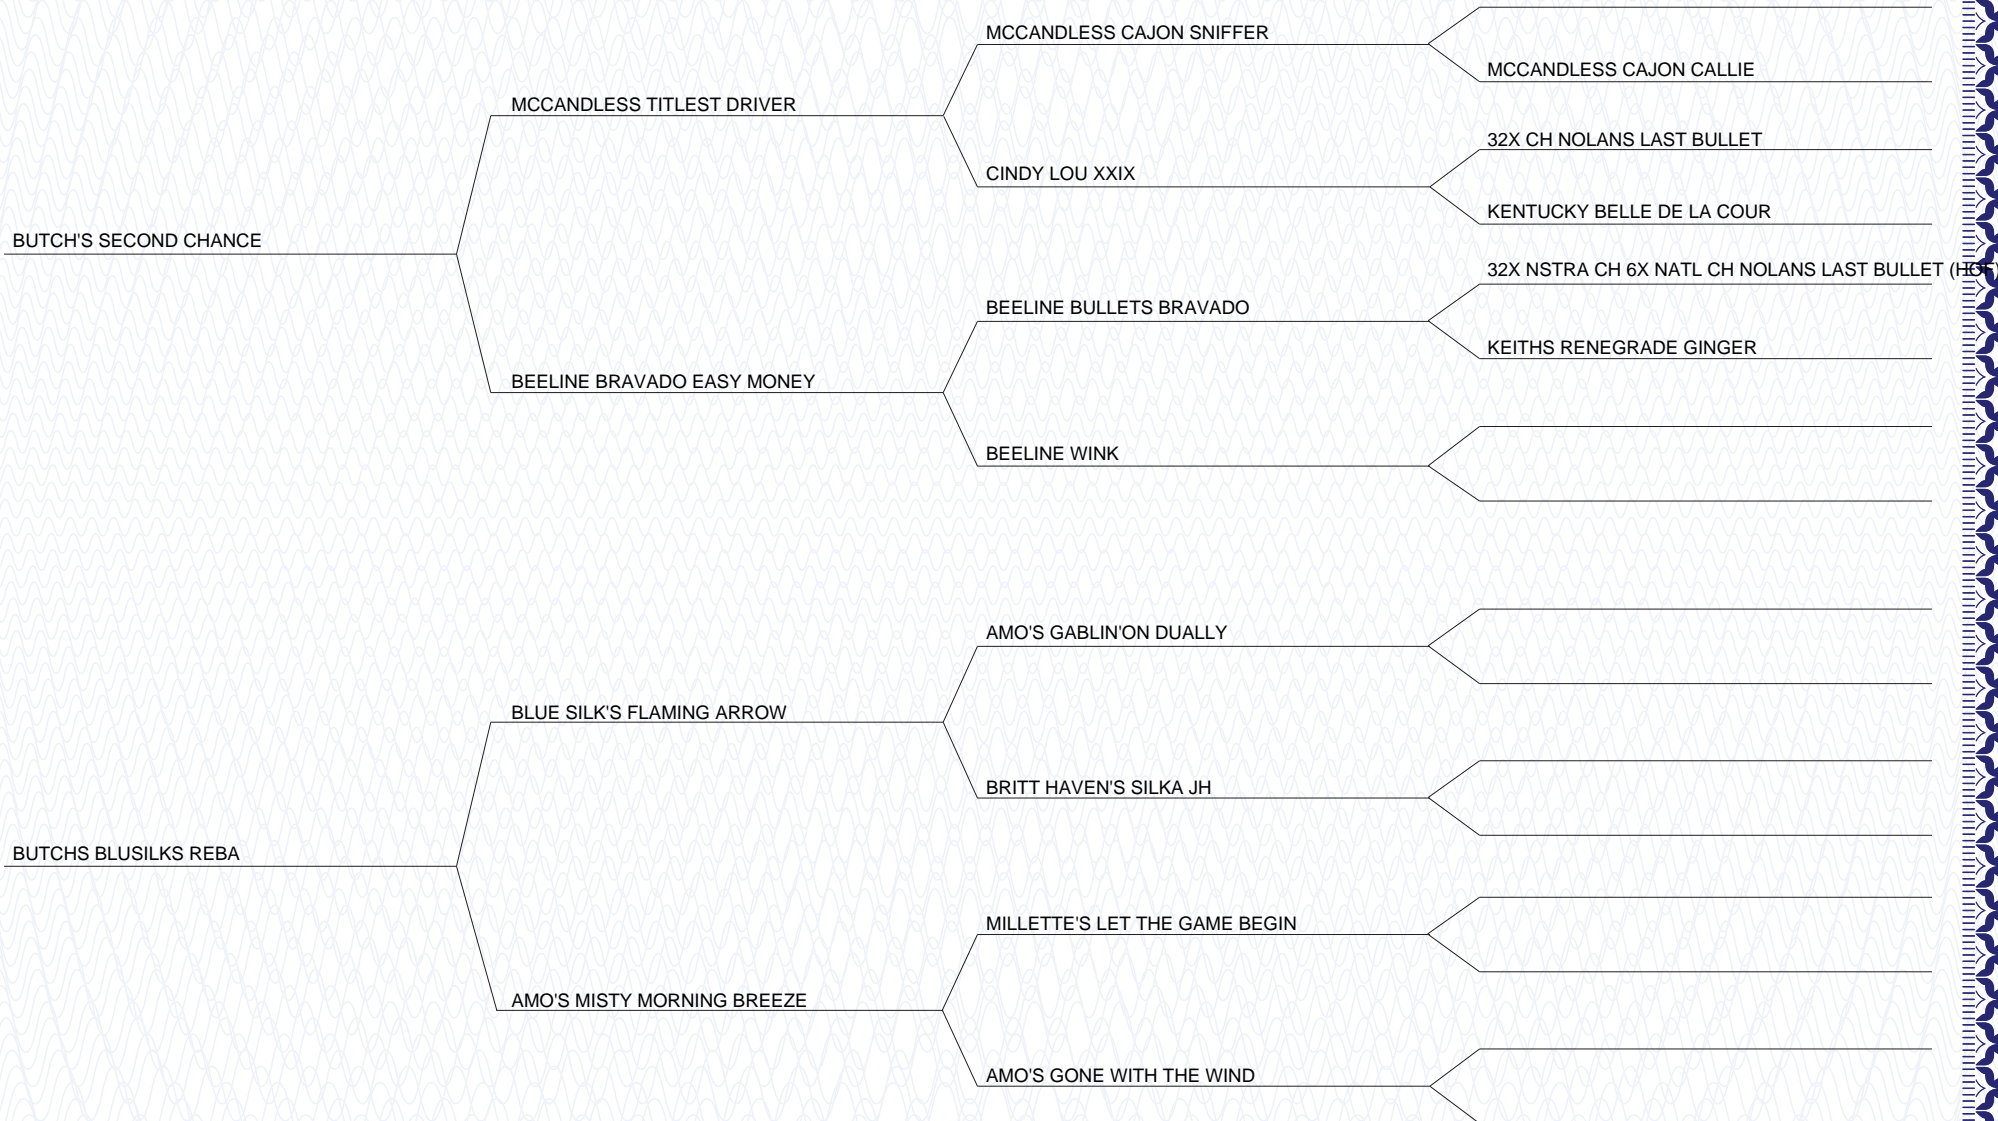 MCCANDLESS CAJON SNIFFER
MCCANDLESS CAJON CALLIE
MCCANDLESS TITLEST DRIVER
32X CH NOLANS LAST BULLET
CINDY LOU XXIX
KENTUCKY BELLE DE LA COUR
BUTCH'S SECOND CHANCE
32X NSTRA CH 6X NATL CH NOLANS LAST BULLET (HOF)
BEELINE BULLETS BRAVADO
KEITHS RENEGRADE GINGER
BEELINE BRAVADO EASY MONEY
BEELINE WINK
AMO'S GABLIN'ON DUALLY
BLUE SILK'S FLAMING ARROW
BRITT HAVEN'S SILKA JH
BUTCHS BLUSILKS REBA
MILLETTE'S LET THE GAME BEGIN
AMO'S MISTY MORNING BREEZE
AMO'S GONE WITH THE WIND